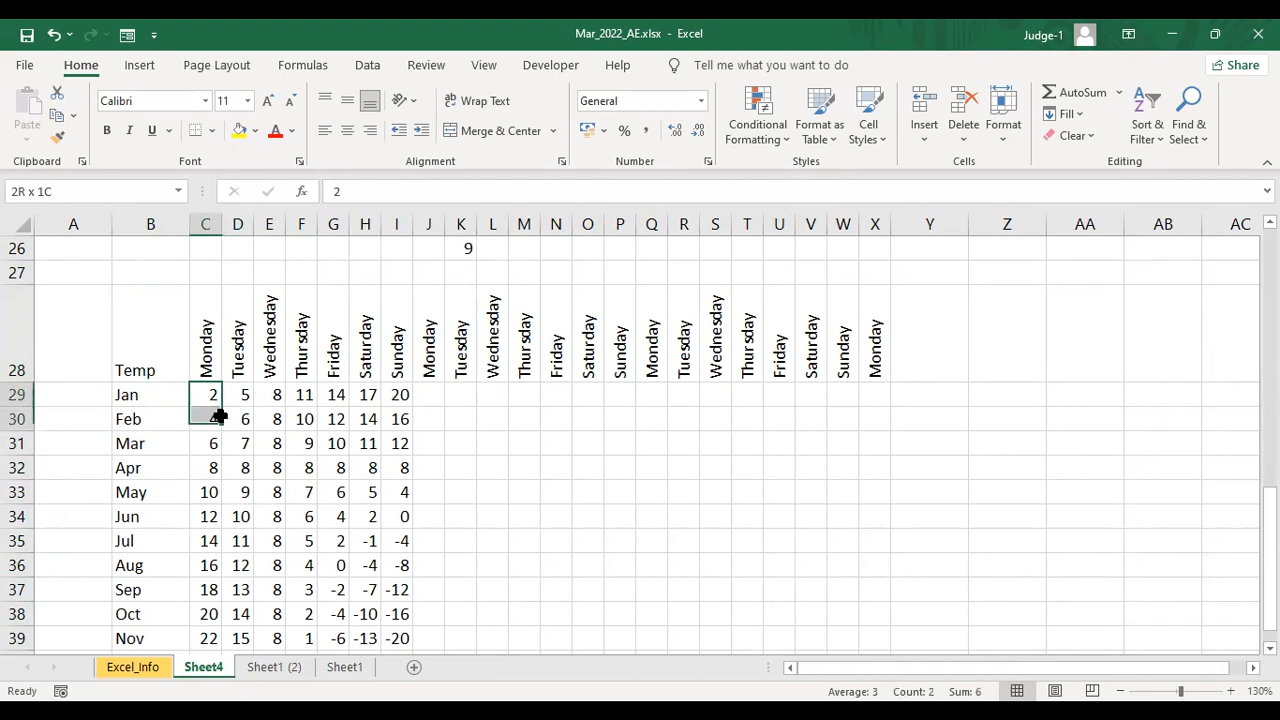 Mar_2022_AE.xlsx - Excel
Judge-1
File Home Insert Page Layout Formulas Data Review View Developer Help Tell me what you want to do Share
Paste
Calibri 11
Wrap Text
General
Conditional Formatting
Format as Table
Cell Styles
Insert
Delete
Format
AutoSum
Fill
Clear
Sort & Filter
Find & Select
B I U
Merge & Center
Clipboard Font Alignment Number Styles Cells Editing
2R x 1C fx 2
A B C D E F G H I J K L M N O P Q R S T U V W X Y Z AA AB AC
26 9
27
28 Temp Monday Tuesday Wednesday Thursday Friday Saturday Sunday Monday Tuesday Wednesday Thursday Friday Saturday Sunday Monday Tuesday Wednesday Thursday Friday Saturday Sunday Monday
29 Jan 2 5 8 11 14 17 20
30 Feb 6 8 10 12 14 16
31 Mar 6 7 8 9 10 11 12
32 Apr 8 8 8 8 8 8 8
33 May 10 9 8 7 6 5 4
34 Jun 12 10 8 6 4 2 0
35 Jul 14 11 8 5 2 -1 -4
36 Aug 16 12 8 4 0 -4 -8
37 Sep 18 13 8 3 -2 -7 -12
38 Oct 20 14 8 2 -4 -10 -16
39 Nov 22 15 8 1 -6 -13 -20
Excel_Info Sheet4 Sheet1 (2) Sheet1
Ready Average: 3 Count: 2 Sum: 6 130%